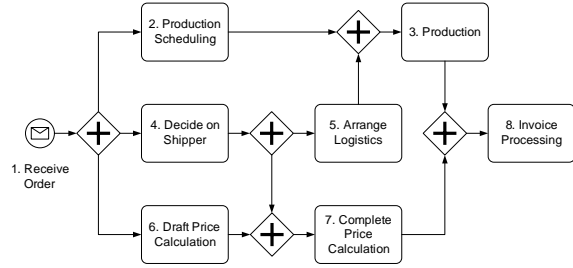 2. Production
Scheduling
3. Production
4. Decide on
Shipper
5. Arrange
Logistics
8. Invoice
Processing
1. Receive
Order
6. Draft Price
Calculation
7. Complete
Price
Calculation